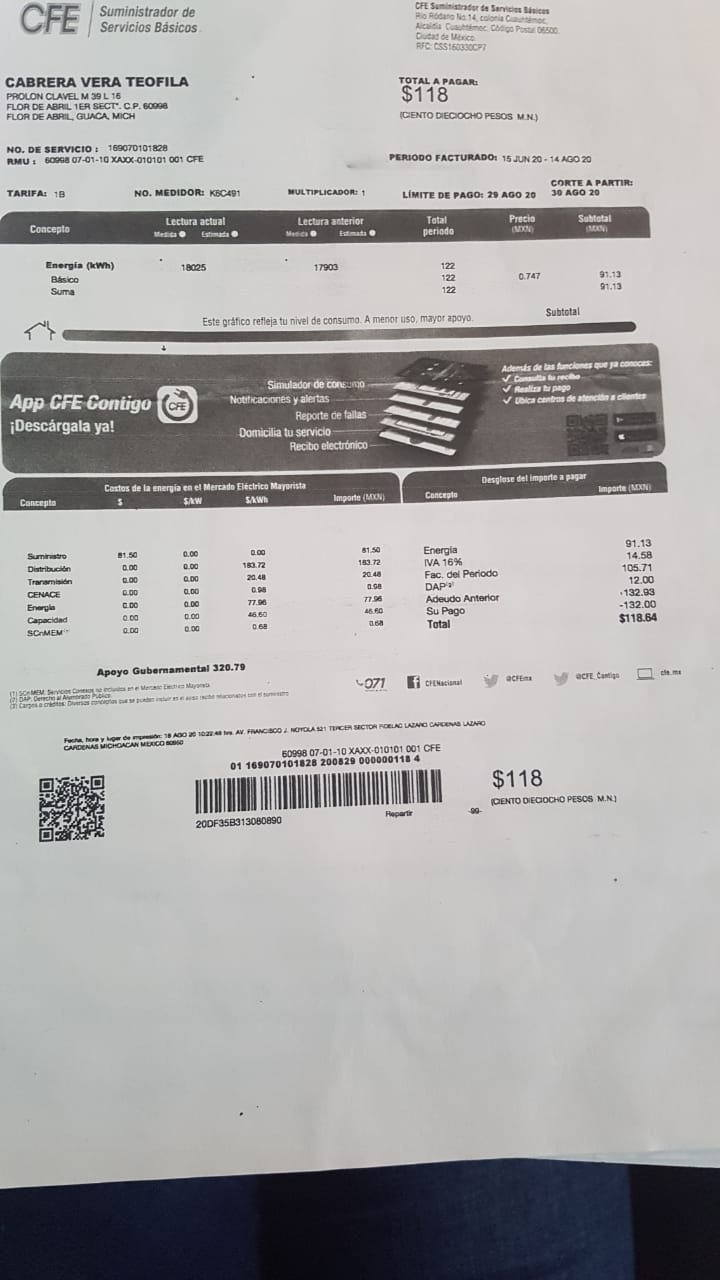 CFE
Suministrador de
Servicios Básicos
CFE Suministrador de Servicios Básicos
Río Ródano No.14, colonia Cuauhtémoc,
Alcaldía Cuauhtémoc, Código Postal 06500,
Ciudad de México.
RFC: CSS160330CP7
CABRERA VERA TEOFILA
PROLON CLAVEL M 39 L 16
FLOR DE ABRIL 1ER SECT*. C.P. 60998
FLOR DE ABRIL, GUACA, MICH
TOTAL A PAGAR:
$118
(CIENTO DIECIOCHO PESOS M.N.)
NO. DE SERVICIO : 169070101828
RMU : 60998 07-01-10 XAXX-010101 001 CFE
PERIODO FACTURADO: 15 JUN 20 - 14 AGO 20
TARIFA: 1B NO. MEDIDOR: K6C491 MULTIPLICADOR: 1 LÍMITE DE PAGO: 29 AGO 20
CORTE A PARTIR:
30 AGO 20
Concepto Lectura actual Lectura anterior Total periodo Precio (MXN) Subtotal (MXN)
Medida Estimada Medida Estimada
Energía (kWh) 18025 17903 122
Básico 122 0.747 91.13
Suma 122 91.13
Este gráfico refleja tu nivel de consumo. A menor uso, mayor apoyo.
Subtotal
App CFE Contigo
CFE
¡Descárgala ya!
Simulador de consumo
Notificaciones y alertas
Reporte de fallas
Domicilia tu servicio
Recibo electrónico
Además de las funciones que ya conoces:
✓ Consulta tu recibo
✓ Realiza tu pago
✓ Ubica centros de atención a clientes
Costos de la energía en el Mercado Eléctrico Mayorista
Concepto $ $/kW $/kWh Importe (MXN)
Suministro 81.50 0.00 0.00 81.50
Distribución 0.00 0.00 183.72 183.72
Transmisión 0.00 0.00 20.48 20.48
CENACE 0.00 0.00 0.98 0.98
Energía 0.00 0.00 77.96 77.96
Capacidad 0.00 0.00 46.60 46.60
SCnMEM 0.00 0.00 0.68 0.68
Desglose del importe a pagar
Concepto Importe (MXN)
Energía 91.13
IVA 16% 14.58
Fac. del Periodo 105.71
DAP 12.00
Adeudo Anterior 132.93
Su Pago -132.00
Total $118.64
Apoyo Gubernamental 320.79
(1) SCnMEM: Servicios Conexos no incluidos en el Mercado Eléctrico Mayorista
(2) DAP: Derecho al Alumbrado Público.
(3) Cargos o créditos: Diversos conceptos que se pueden incluir en el aviso recibo relacionados con el suministro
071
CFENacional
@CFEmx
@CFE_Contigo
cfe.mx
Fecha, hora y lugar de impresión: 18 AGO 20 10:22:48 hrs. AV. FRANCISCO J. NOYOLA 521 TERCER SECTOR FIDELAC LAZARO CARDENAS LAZARO
CARDENAS MICHOACAN MEXICO 60950
60998 07-01-10 XAXX-010101 001 CFE
01 169070101828 200829 000000118 4
20DF35B313080890
Repartir
$118
(CIENTO DIECIOCHO PESOS M.N.)
-99-